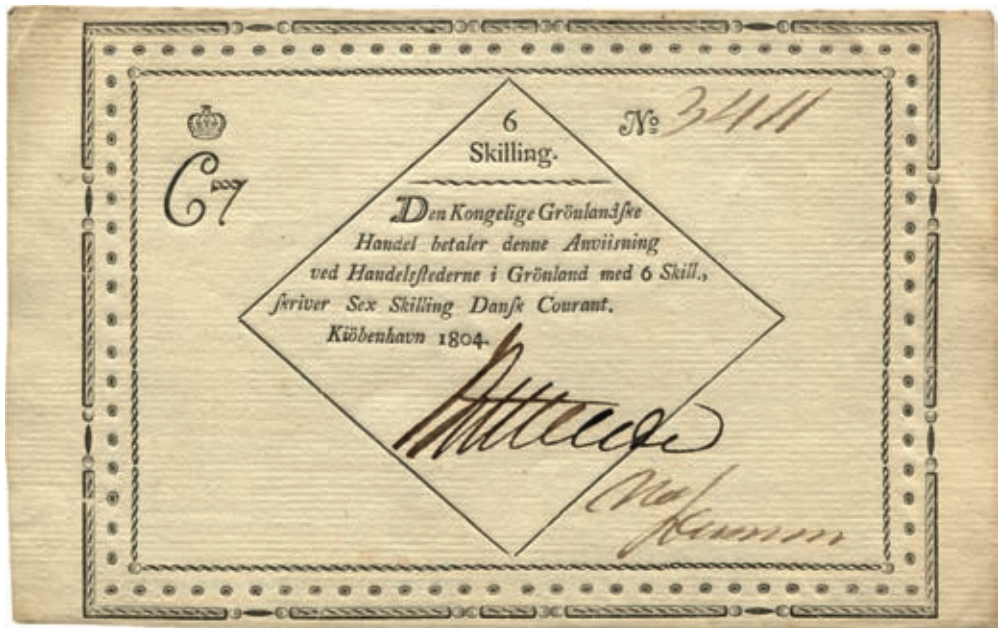 6
Skilling.
C7
No 3411
Den Kongelige Grönlandſke
Handel betaler denne Anviisning
ved Handelsſtederne i Grönland med 6 Skill.,
ſkriver Sex Skilling Danſk Courant.
Kiöbenhavn 1804.